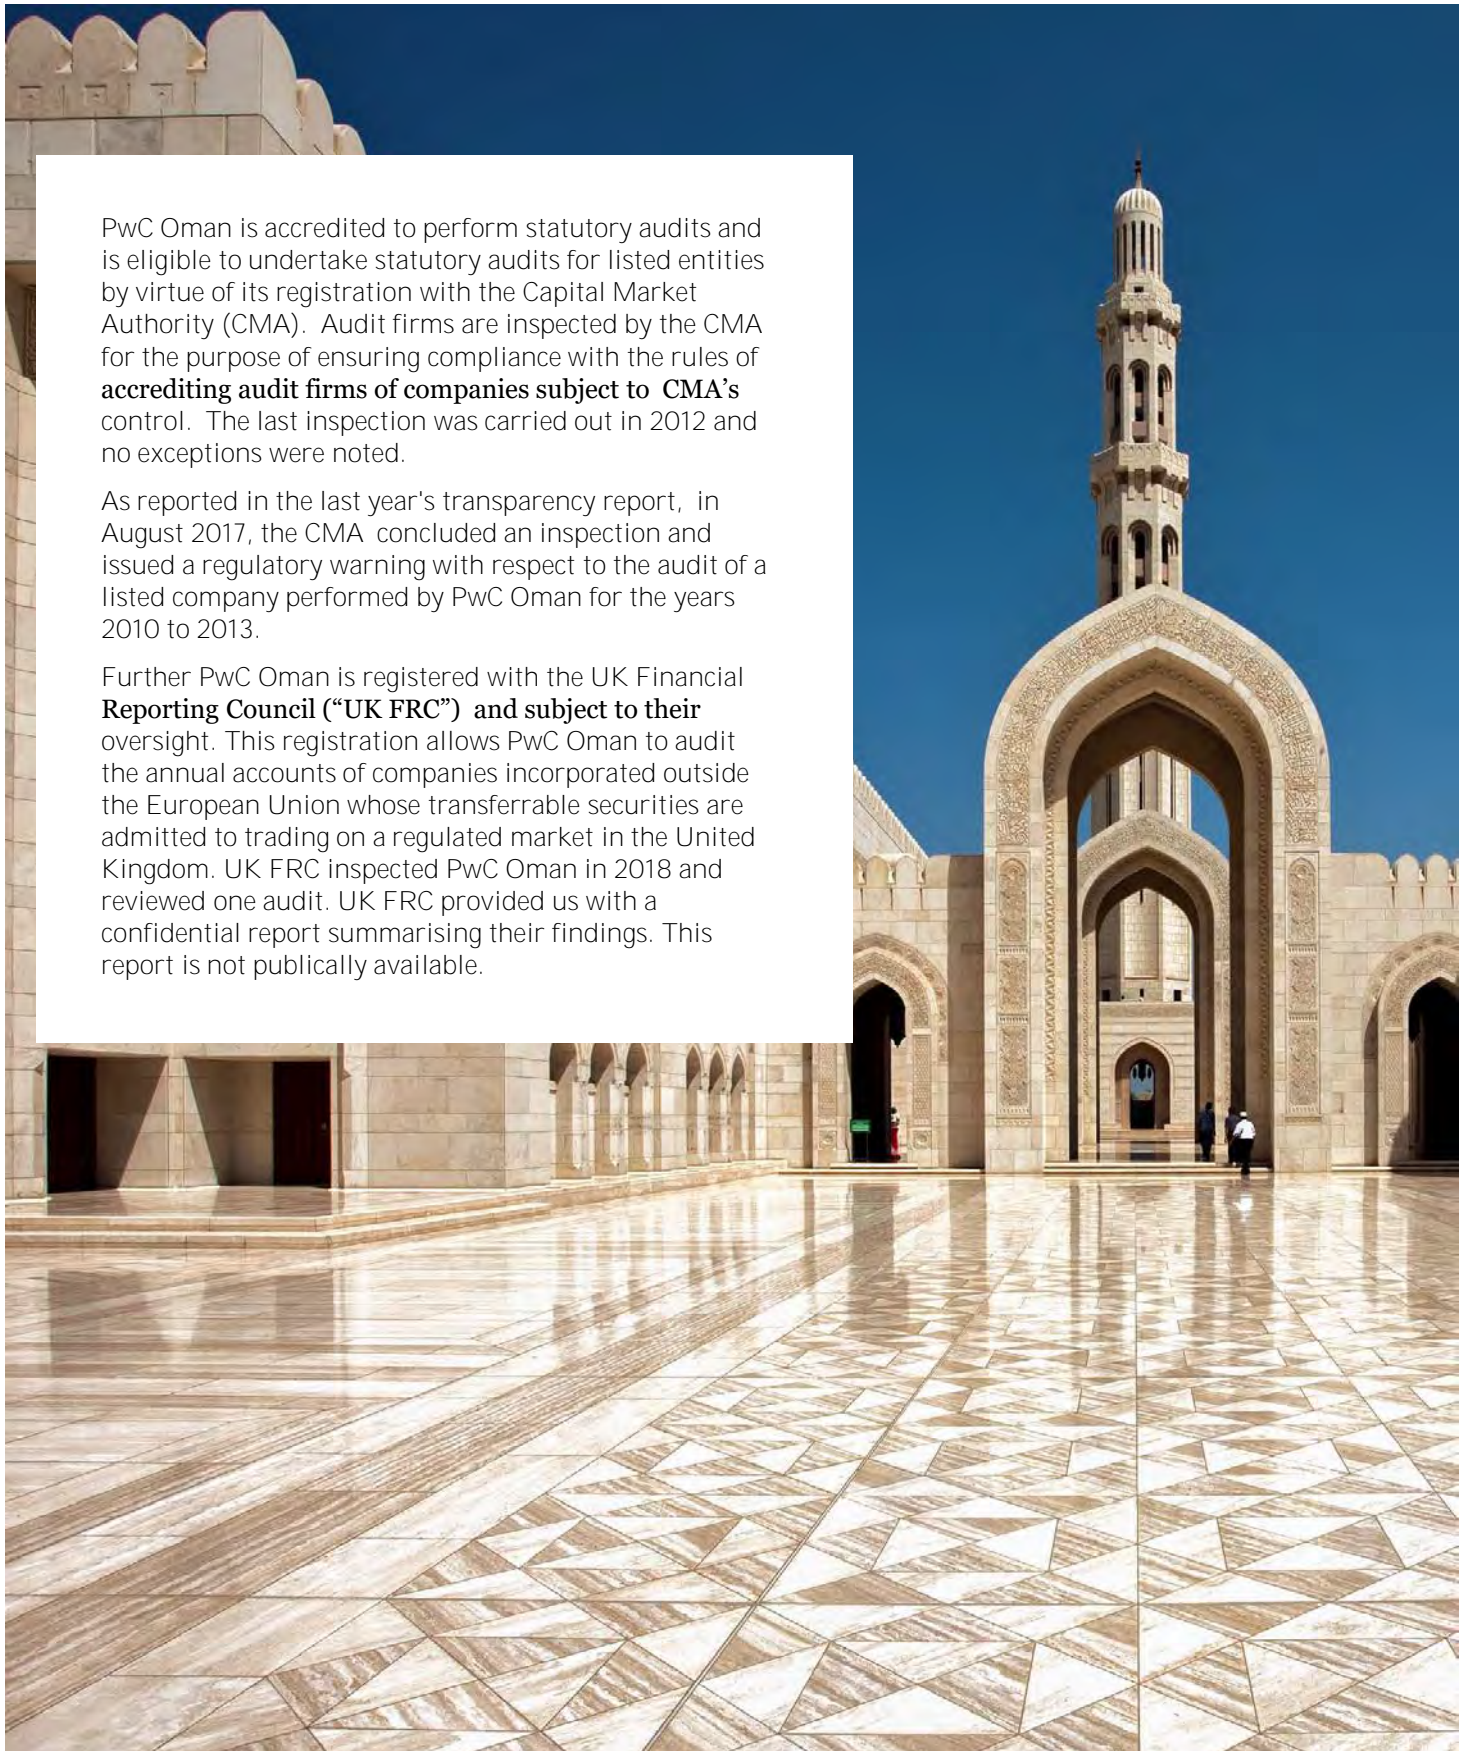 PwC Oman is accredited to perform statutory audits and
is eligible to undertake statutory audits for listed entities
by virtue of its registration with the Capital Market
Authority (CMA).  Audit firms are inspected by the CMA
for the purpose of ensuring compliance with the rules of
accrediting audit firms of companies subject to  CMA’s
control.  The last inspection was carried out in 2012 and
no exceptions were noted.
As reported in the last year's transparency report,  in
August 2017, the CMA  concluded an inspection and
issued a regulatory warning with respect to the audit of a
listed company performed by PwC Oman for the years
2010 to 2013.
Further PwC Oman is registered with the UK Financial
Reporting Council (“UK FRC”)  and subject to their
oversight. This registration allows PwC Oman to audit
the annual accounts of companies incorporated outside
the European Union whose transferrable securities are
admitted to trading on a regulated market in the United
Kingdom. UK FRC inspected PwC Oman in 2018 and
reviewed one audit. UK FRC provided us with a
confidential report summarising their findings. This
report is not publically available.